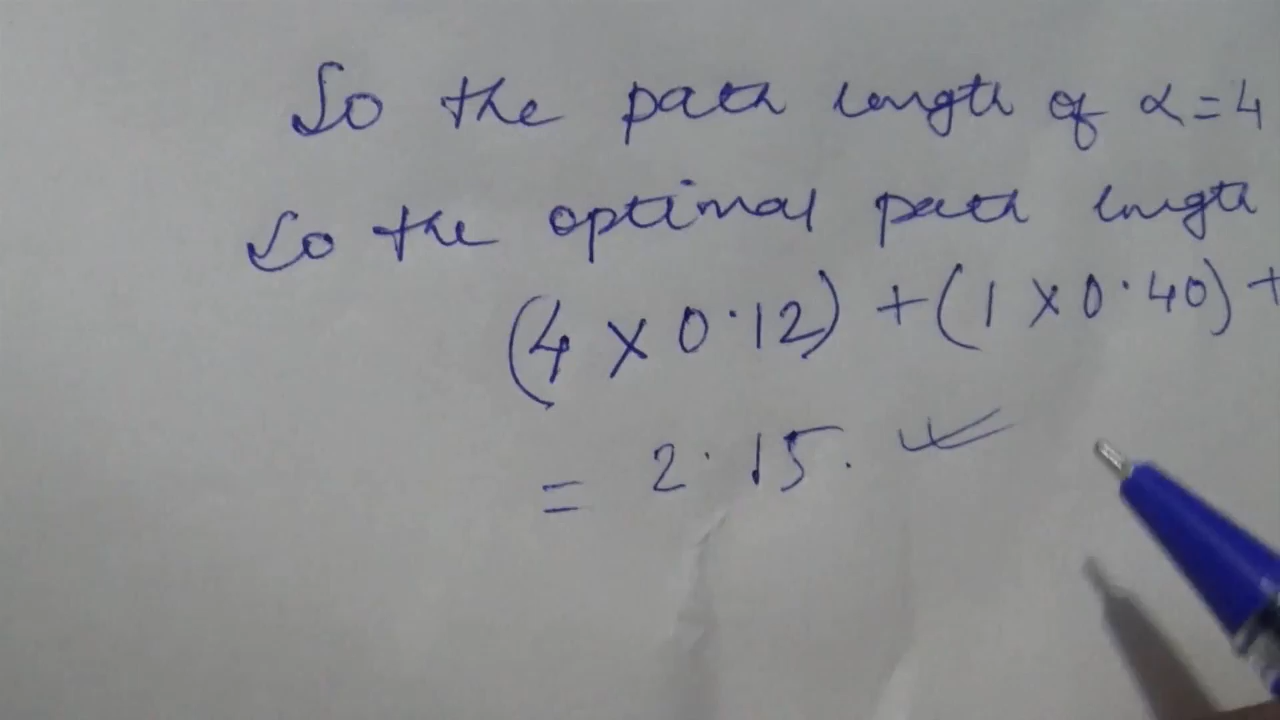 So the path length of α = 4
So the optimal path length
(4 × 0.12) + (1 × 0.40) +
= 2.15.